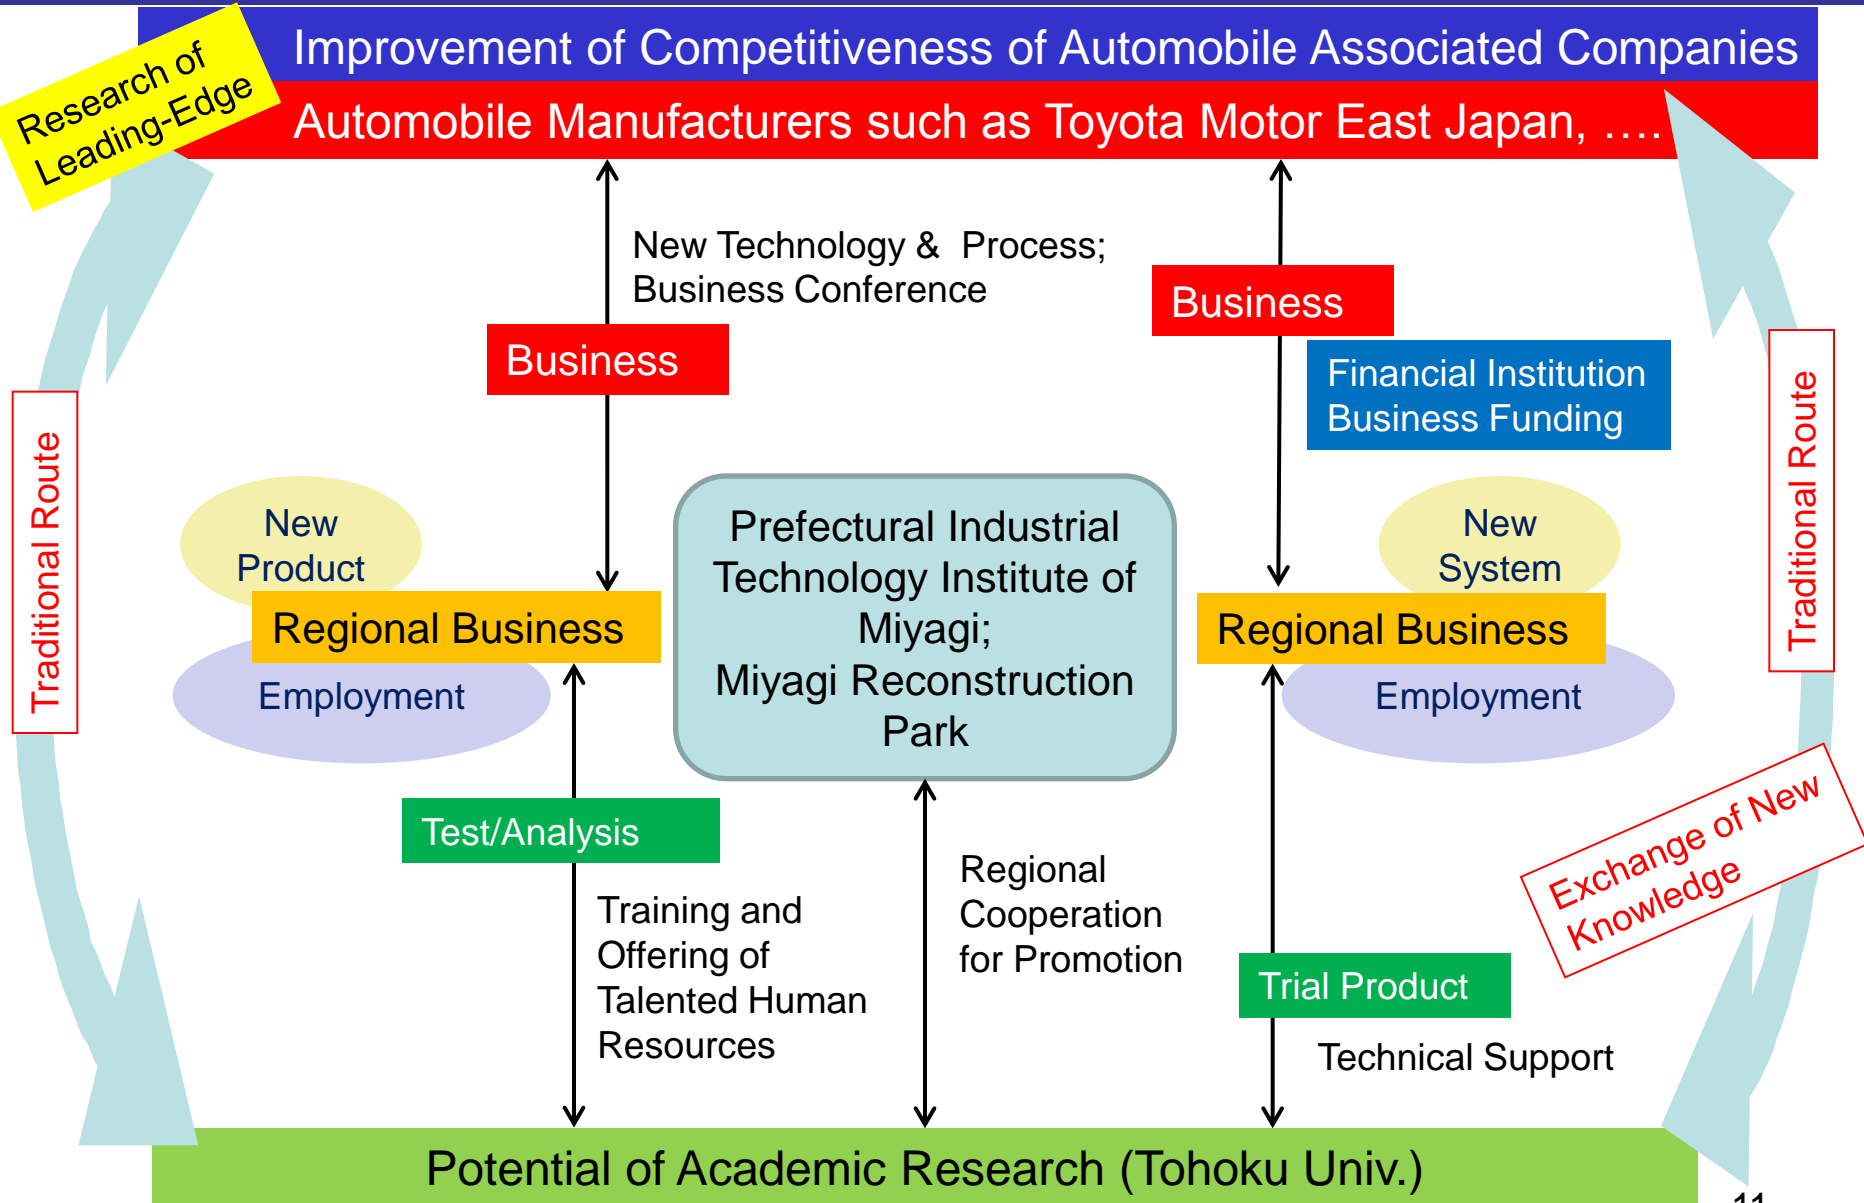 Improvement of Competitiveness of Automobile Associated Companies
Research of
Leading-Edge
Automobile Manufacturers such as Toyota Motor East Japan, ….
New Technology & Process;
Business Conference
Business
Business
Financial Institution
Business Funding
Traditional Route
Traditional Route
New
Product
Regional Business
Employment
Prefectural Industrial
Technology Institute of
Miyagi;
Miyagi Reconstruction
Park
New
System
Regional Business
Employment
Test/Analysis
Training and
Offering of
Talented Human
Resources
Regional
Cooperation
for Promotion
Exchange of New
Knowledge
Trial Product
Technical Support
Potential of Academic Research (Tohoku Univ.)
11